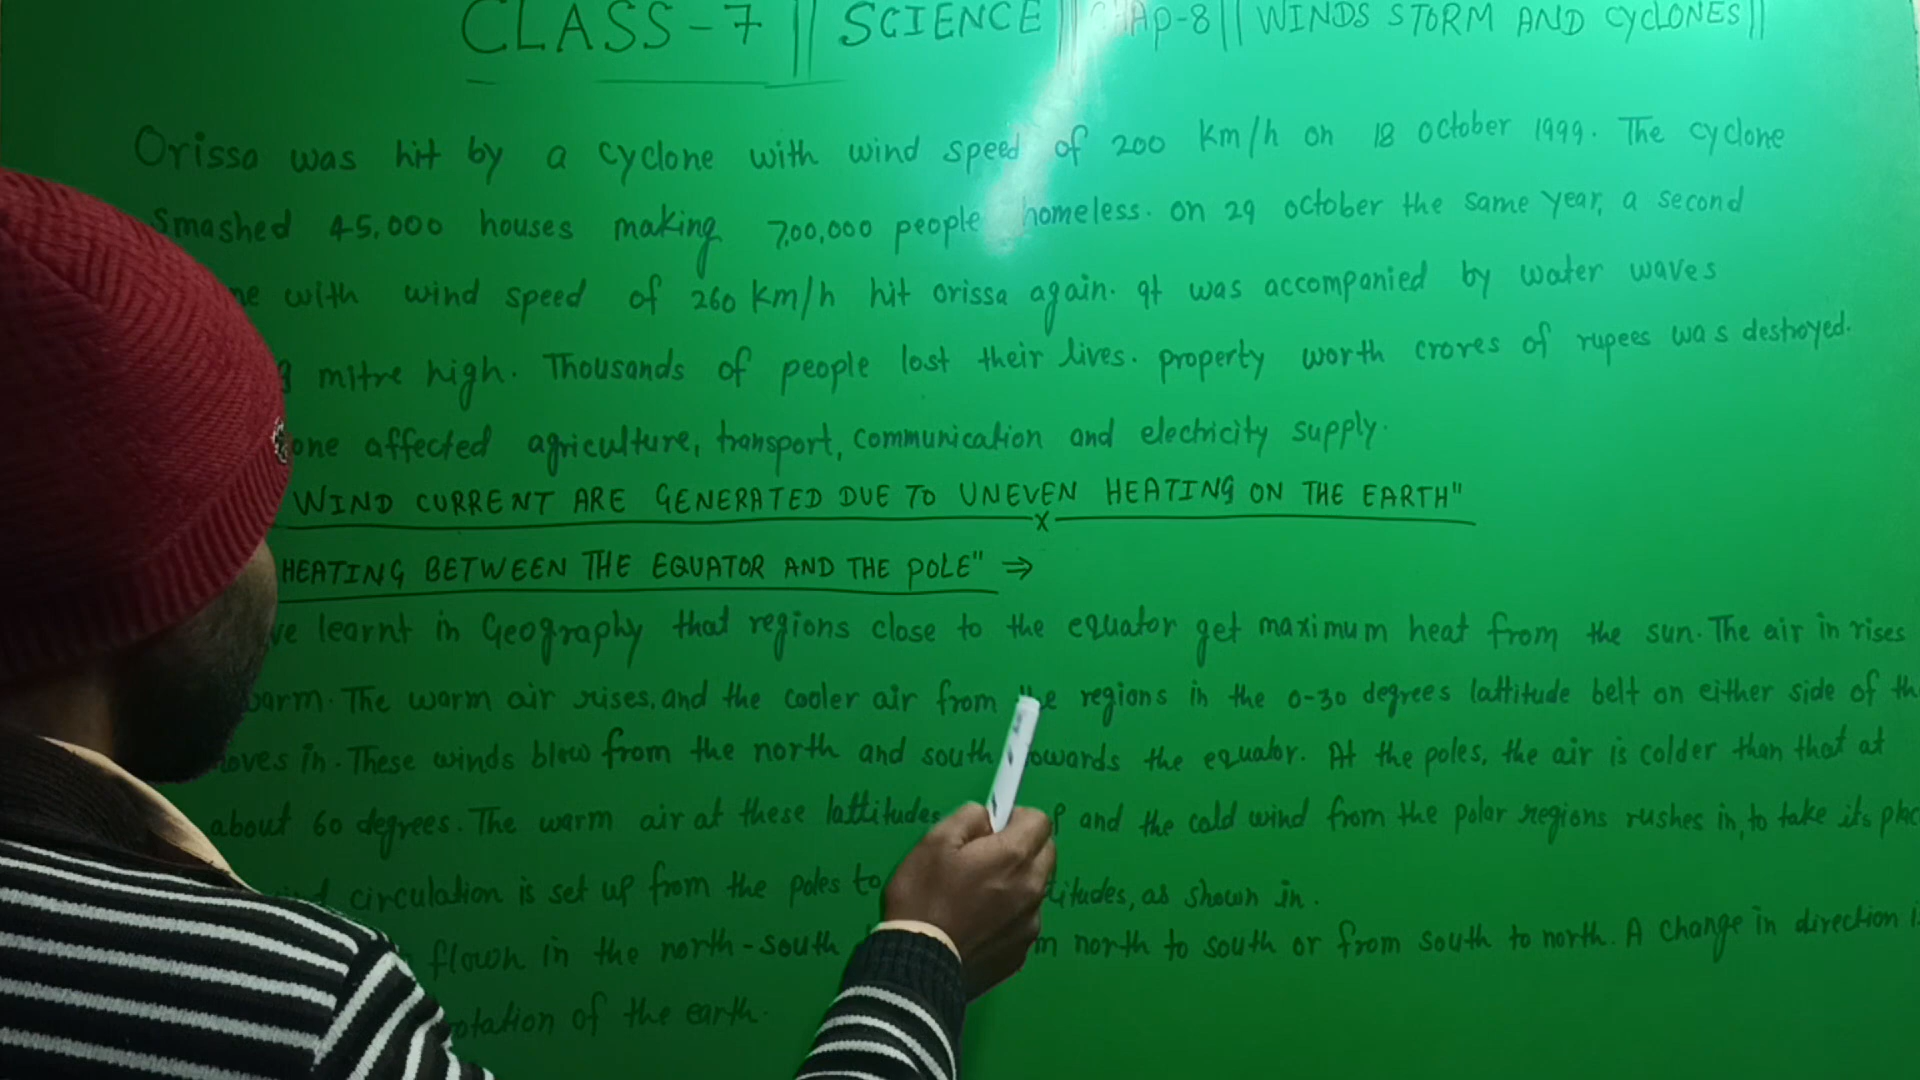 CLASS-7 || SCIENCE || CHAP-8 || WINDS STORM AND CYCLONES ||
Orissa was hit by a cyclone with wind speed of 200 km/h on 18 october 1999. The cyclone
Smashed 45,000 houses making 7,00,000 people homeless. on 29 october the same year, a second
ne with wind speed of 260 km/h hit orissa again. It was accompanied by water waves
9 mitre high. Thousands of people lost their lives. property worth crores of rupees was destroyed.
one affected agriculture, transport, communication and electricity supply.
WIND CURRENT ARE GENERATED DUE TO UNEVEN HEATING ON THE EARTH"
x
HEATING BETWEEN THE EQUATOR AND THE POLE" ⇒
ve learnt in Geography that regions close to the equator get maximum heat from the sun. The air in rises
warm. The warm air rises, and the cooler air from the regions in the 0-30 degrees lattitude belt on either side of th
moves in. These winds blow from the north and south towards the equator. At the poles, the air is colder than that at
about 60 degrees. The warm air at these lattitudes and the cold wind from the polar regions rushes in, to take its plac
circulation is set up from the poles to titudes, as shown in.
flown in the north-south m north to south or from south to north. A change in direction i
rotation of the earth.